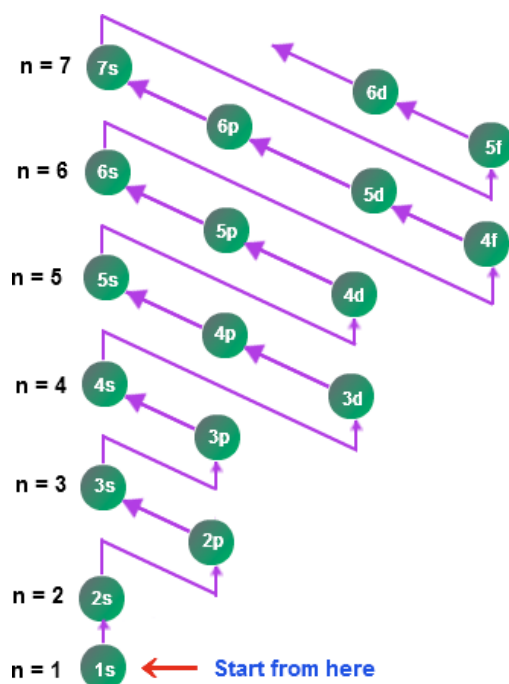 n = 7 7s 6d
6p 5f
n = 6 6s 5d
5p 4f
n = 5 5s 4d
4p
n = 4 4s 3d
3p
n = 3 3s
2p
n = 2 2s
n = 1 1s Start from here